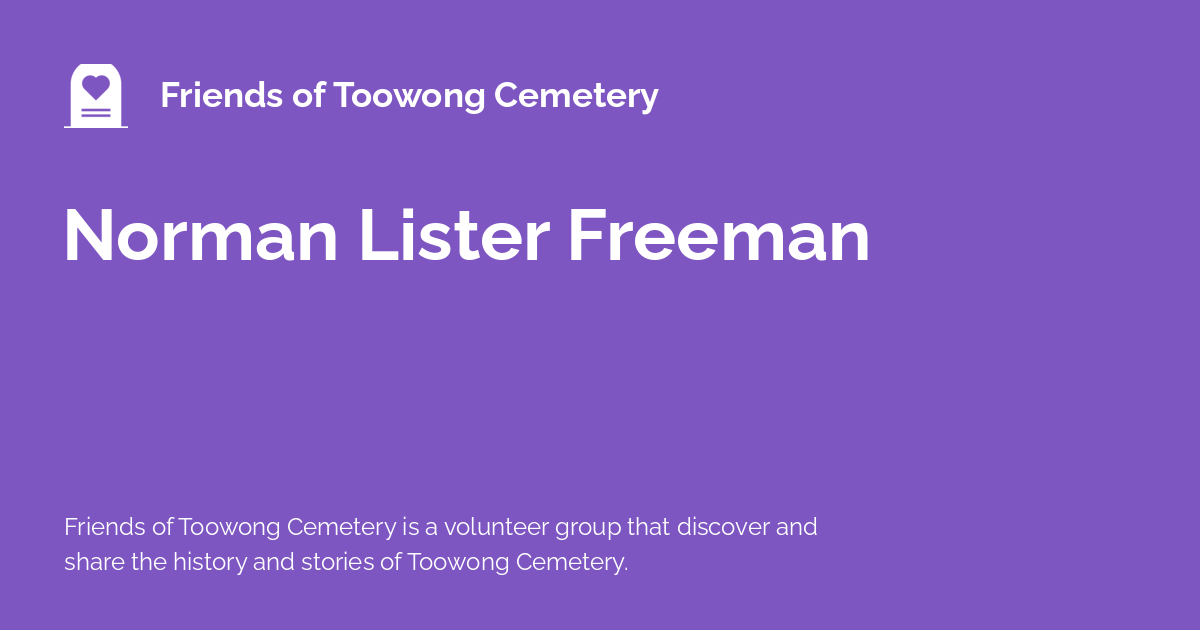 Friends of Toowong Cemetery
Norman Lister Freeman
Friends of Toowong Cemetery is a volunteer group that discover and
share the history and stories of Toowong Cemetery.